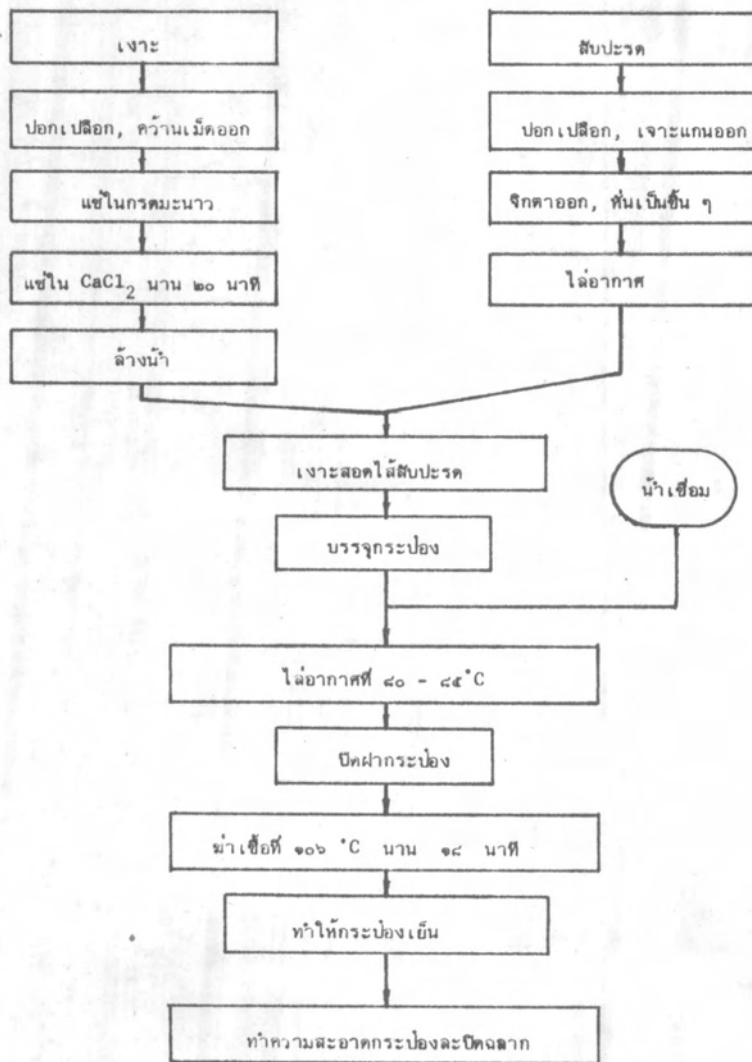 เงาะ
ปอกเปลือก, คว้านเม็ดออก
แช่ในกรดมะนาว
แช่ใน CaCl2 นาน ๒๐ นาที
ล้างน้ำ
สับปะรด
ปอกเปลือก, เจาะแกนออก
จิกตาออก, หั่นเป็นชิ้น ๆ
ไล่อากาศ
เงาะสอดไส้สับปะรด
น้ำเชื่อม
บรรจุกระป๋อง
ไล่อากาศที่ ๘๐ - ๘๕°C
ปิดฝากระป๋อง
ฆ่าเชื้อที่ ๑๐๖ °C นาน ๑๘ นาที
ทำให้กระป๋องเย็น
ทำความสะอาดกระป๋องละปิดฉลาก